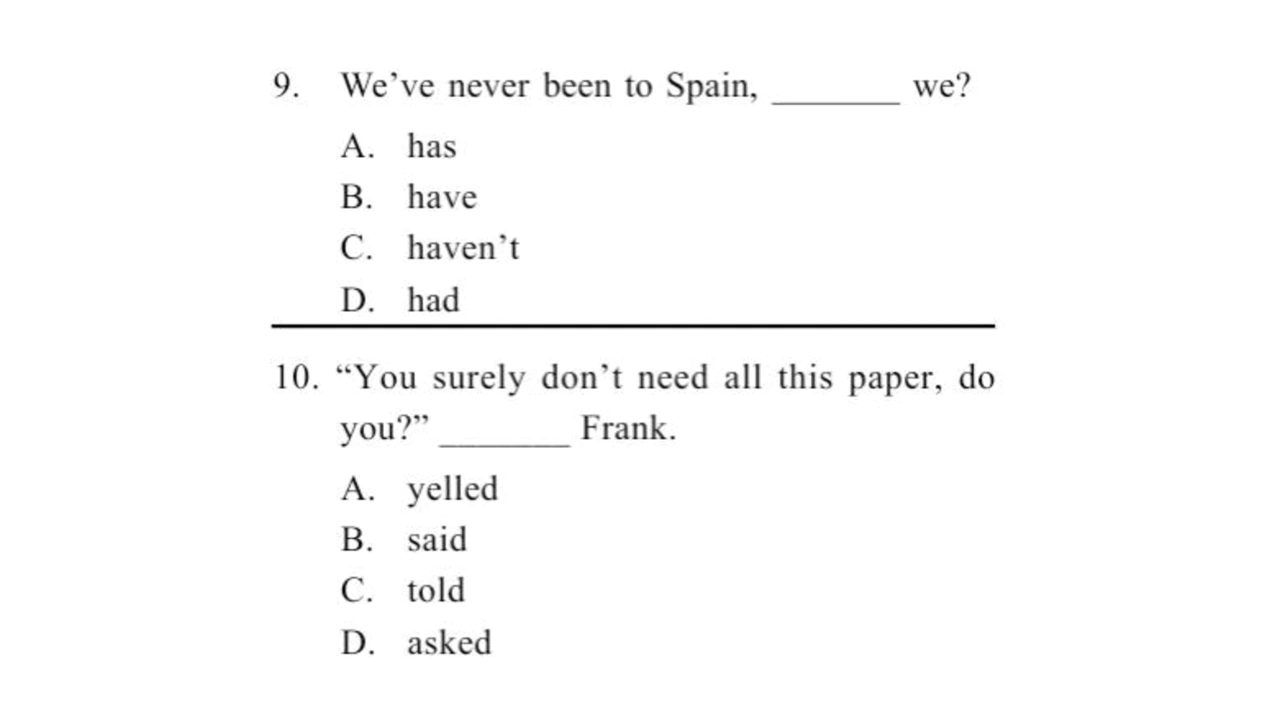 9. We’ve never been to Spain, _______ we?
A. has
B. have
C. haven’t
D. had
10. “You surely don’t need all this paper, do
you?” _______ Frank.
A. yelled
B. said
C. told
D. asked